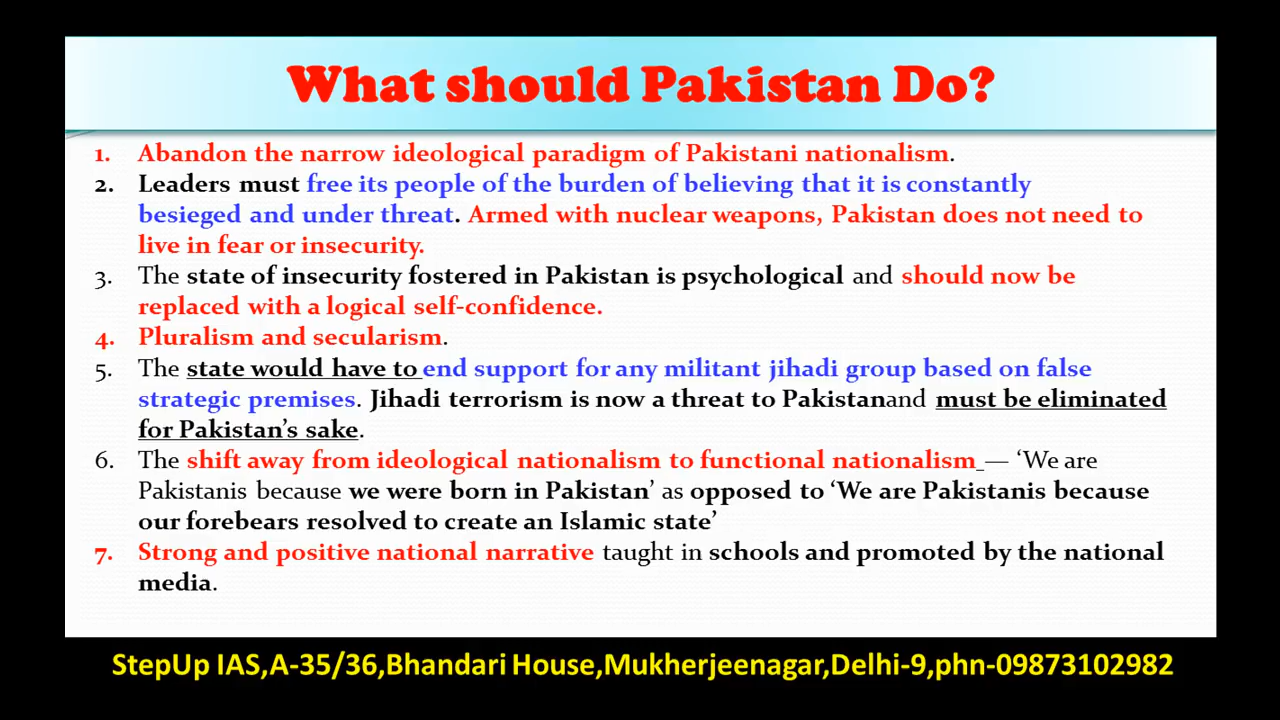 What should Pakistan Do?
1. Abandon the narrow ideological paradigm of Pakistani nationalism.
2. Leaders must free its people of the burden of believing that it is constantly
besieged and under threat. Armed with nuclear weapons, Pakistan does not need to
live in fear or insecurity.
3. The state of insecurity fostered in Pakistan is psychological and should now be
replaced with a logical self-confidence.
4. Pluralism and secularism.
5. The state would have to end support for any militant jihadi group based on false
strategic premises. Jihadi terrorism is now a threat to Pakistanand must be eliminated
for Pakistan's sake.
6. The shift away from ideological nationalism to functional nationalism — ‘We are
Pakistanis because we were born in Pakistan’ as opposed to ‘We are Pakistanis because
our forebears resolved to create an Islamic state’
7. Strong and positive national narrative taught in schools and promoted by the national
media.
StepUp IAS,A-35/36,Bhandari House,Mukherjeenagar,Delhi-9,phn-09873102982